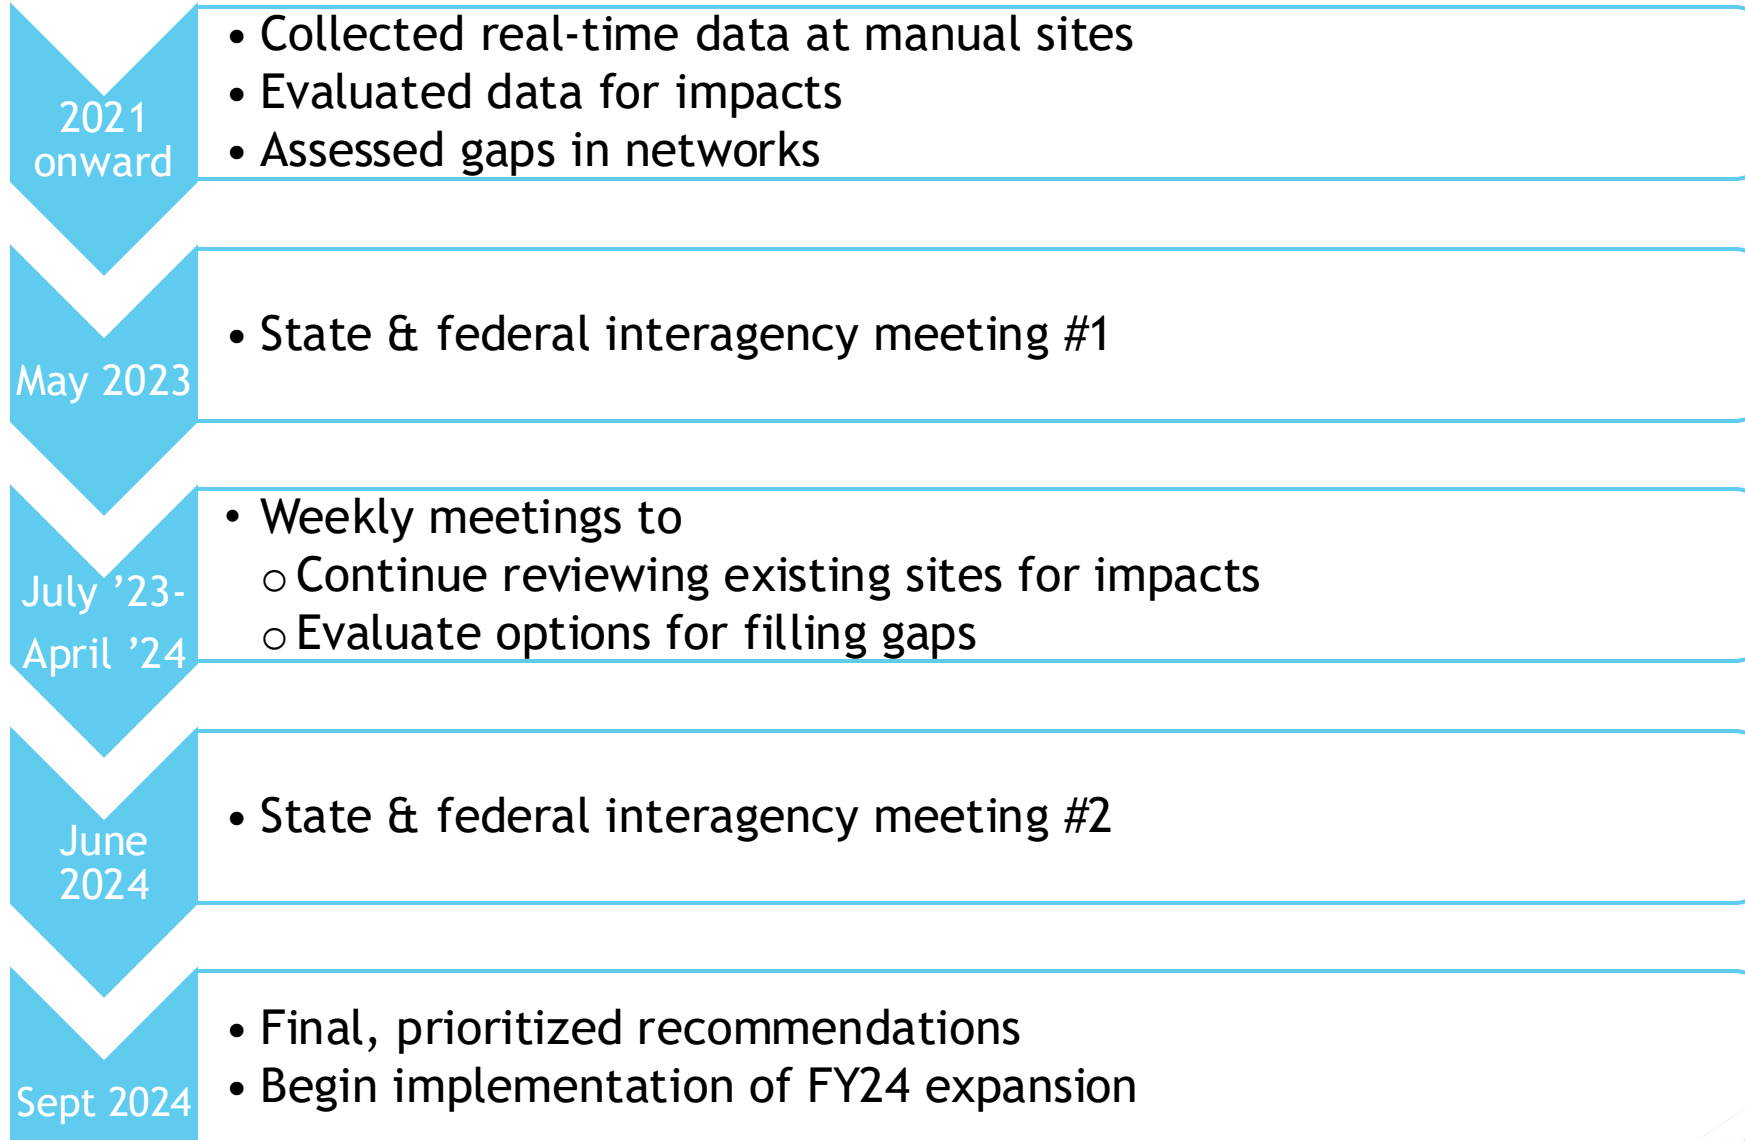 2021
onward
• Collected real-time data at manual sites
• Evaluated data for impacts
• Assessed gaps in networks
May 2023
• State & federal interagency meeting #1
July ’23-
April ’24
• Weekly meetings to
o Continue reviewing existing sites for impacts
o Evaluate options for filling gaps
June
2024
• State & federal interagency meeting #2
Sept 2024
• Final, prioritized recommendations
• Begin implementation of FY24 expansion